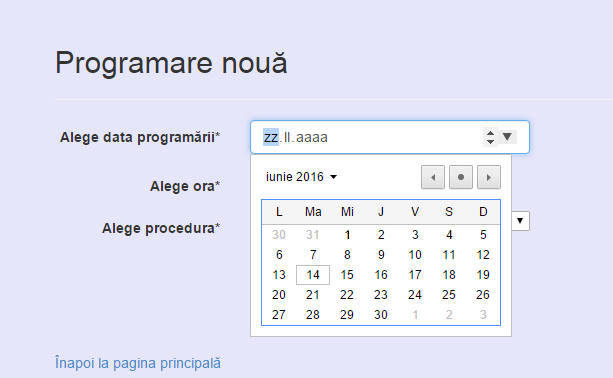 Programare nouă
Alege data programării* zz.ll.aaaa
iunie 2016
Alege ora*
Alege procedura*
L Ma Mi J V S D
30 31 1 2 3 4 5
6 7 8 9 10 11 12
13 14 15 16 17 18 19
20 21 22 23 24 25 26
27 28 29 30 1 2 3
Înapoi la pagina principală